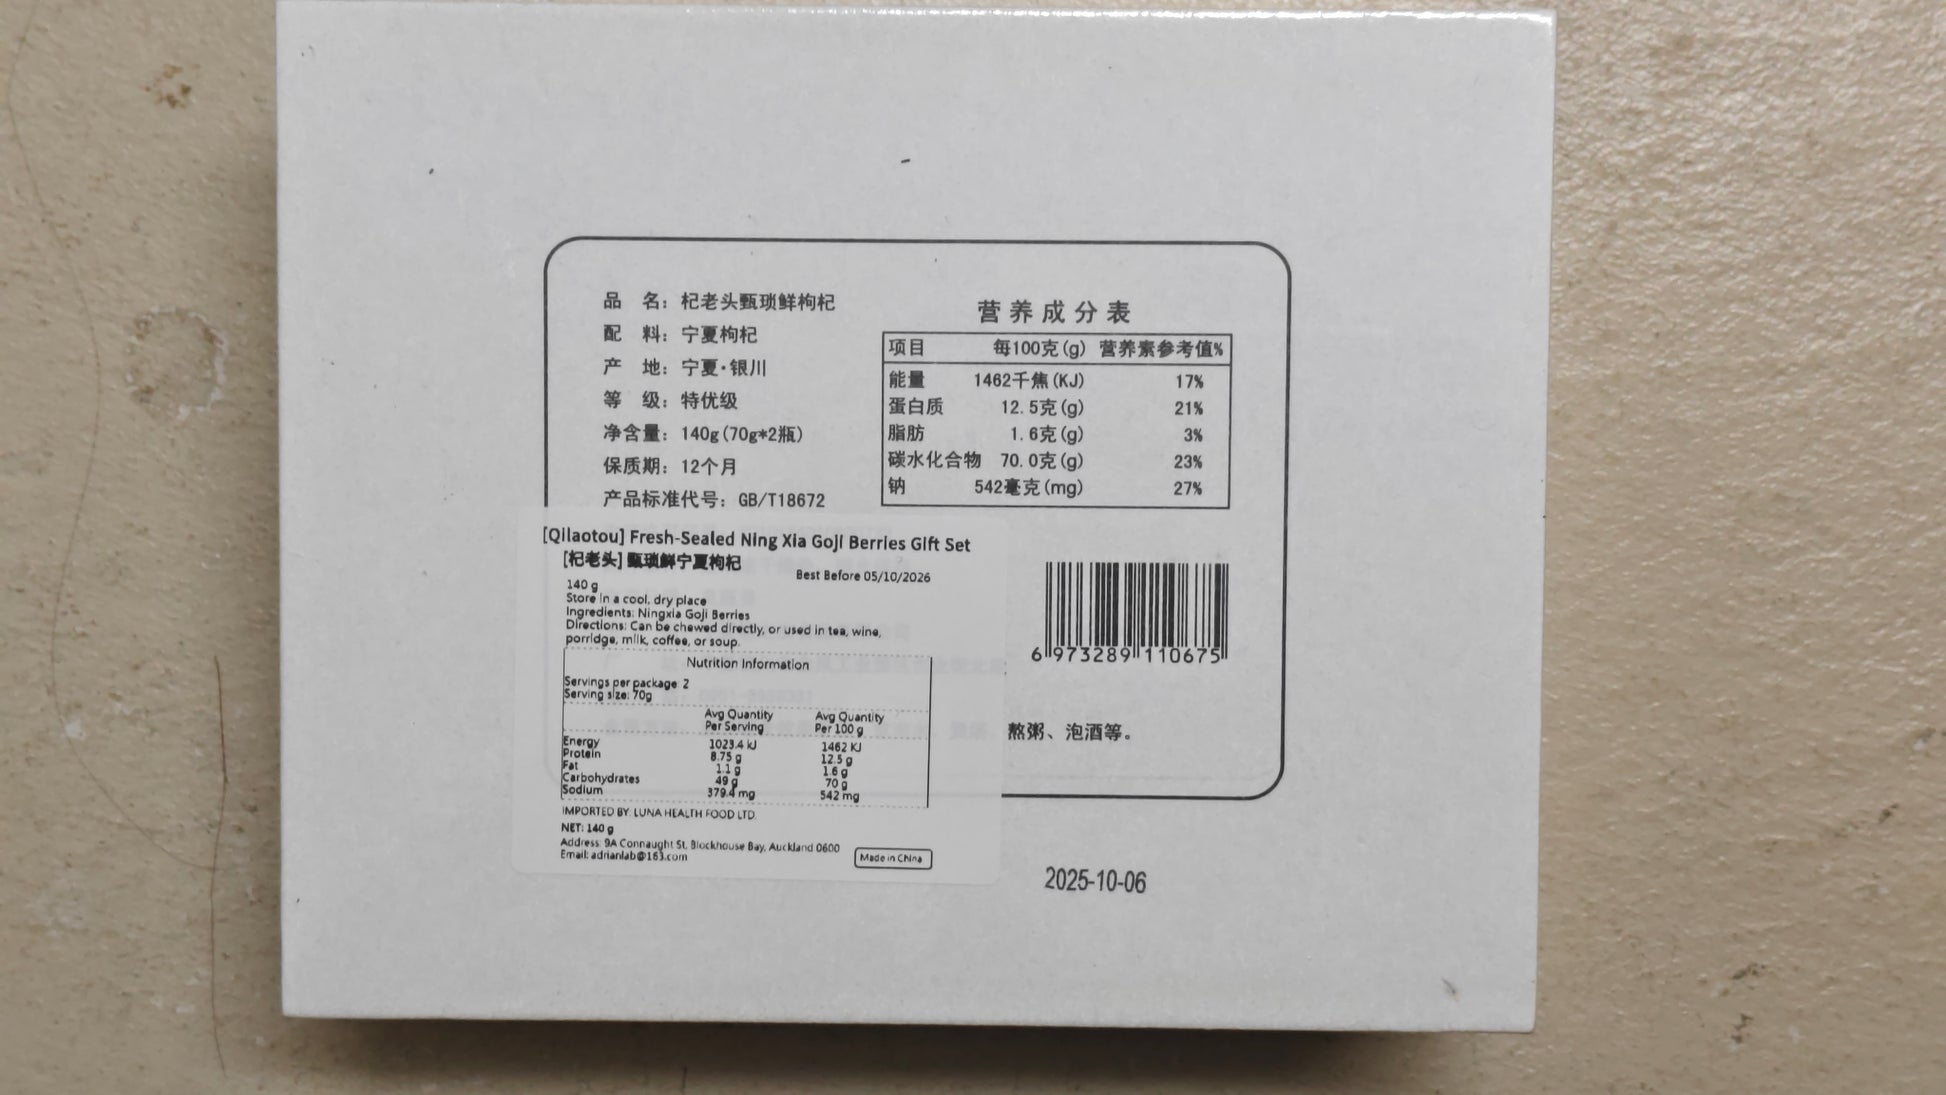 品 名：杞老头甄琐鲜枸杞
配 料：宁夏枸杞
产 地：宁夏·银川
等 级：特优级
净含量：140g(70g*2瓶)
保质期：12个月
产品标准代号：GB/T18672
营养成分表
项目 每100克(g) 营养素参考值%
能量 1462千焦(KJ) 17%
蛋白质 12.5克(g) 21%
脂肪 1.6克(g) 3%
碳水化合物 70.0克(g) 23%
钠 542毫克(mg) 27%
[Qilaotou] Fresh-Sealed Ning Xia Goji Berries Gift Set
[杞老头] 甄琐鲜宁夏枸杞
Best Before 05/10/2026
140 g
Store in a cool, dry place
Ingredients: Ningxia Goji Berries
Directions: Can be chewed directly, or used in tea, wine,
porridge, milk, coffee, or soup.
Nutrition Information
Servings per package: 2
Serving size: 70g
Avg Quantity Avg Quantity
Per Serving Per 100 g
Energy 1023.4 kJ 1462 KJ
Protein 8.75 g 12.5 g
Fat 1.1 g 1.6 g
Carbohydrates 49 g 70 g
Sodium 379.4 mg 542 mg
IMPORTED BY: LUNA HEALTH FOOD LTD.
NET: 140 g
Address: 9A Connaught St, Blockhouse Bay, Auckland 0600
Email: adrianlab@163.com
Made in China
6 973289 110675
熬粥、泡酒等。
2025-10-06